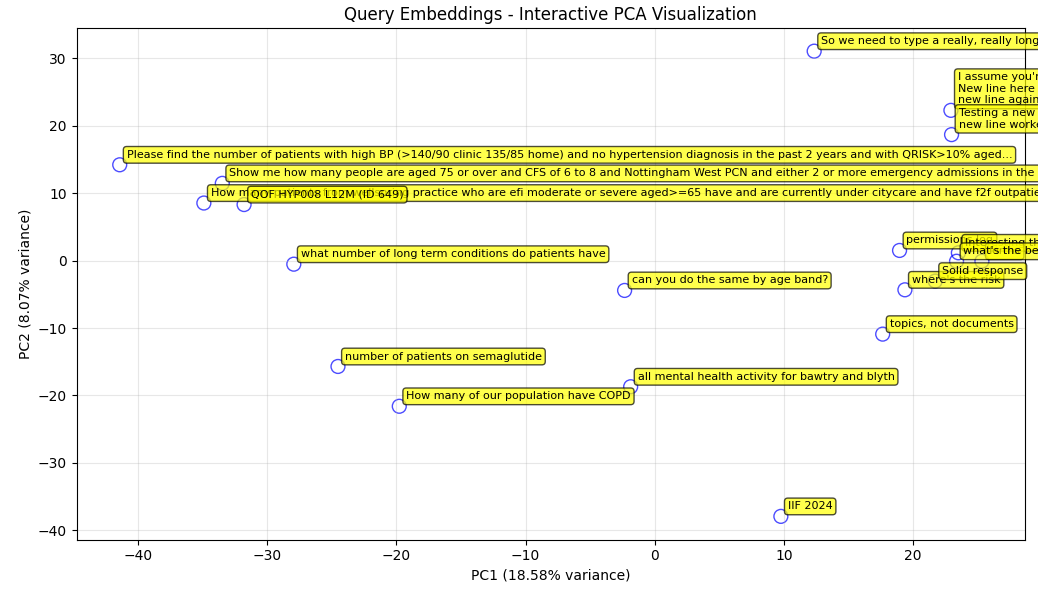 Query Embeddings - Interactive PCA Visualization
So we need to type a really, really long
I assume you'r
New line here
new line again
Testing a new
new line worke
Please find the number of patients with high BP (>140/90 clinic 135/85 home) and no hypertension diagnosis in the past 2 years and with QRISK>10% aged...
Show me how many people are aged 75 or over and CFS of 6 to 8 and Nottingham West PCN and either 2 or more emergency admissions in the
How m
QOF HYP008 L12M (ID 649)
practice who are efi moderate or severe aged>=65 have and are currently under citycare and have f2f outpatie
permission
Interesting th
what's the be
what number of long term conditions do patients have
Solid response
where's the risk
can you do the same by age band?
topics, not documents
number of patients on semaglutide
all mental health activity for bawtry and blyth
How many of our population have COPD
IIF 2024
30
20
10
0
−10
−20
−30
−40
PC2 (8.07% variance)
−40
−30
−20
−10
0
10
20
PC1 (18.58% variance)